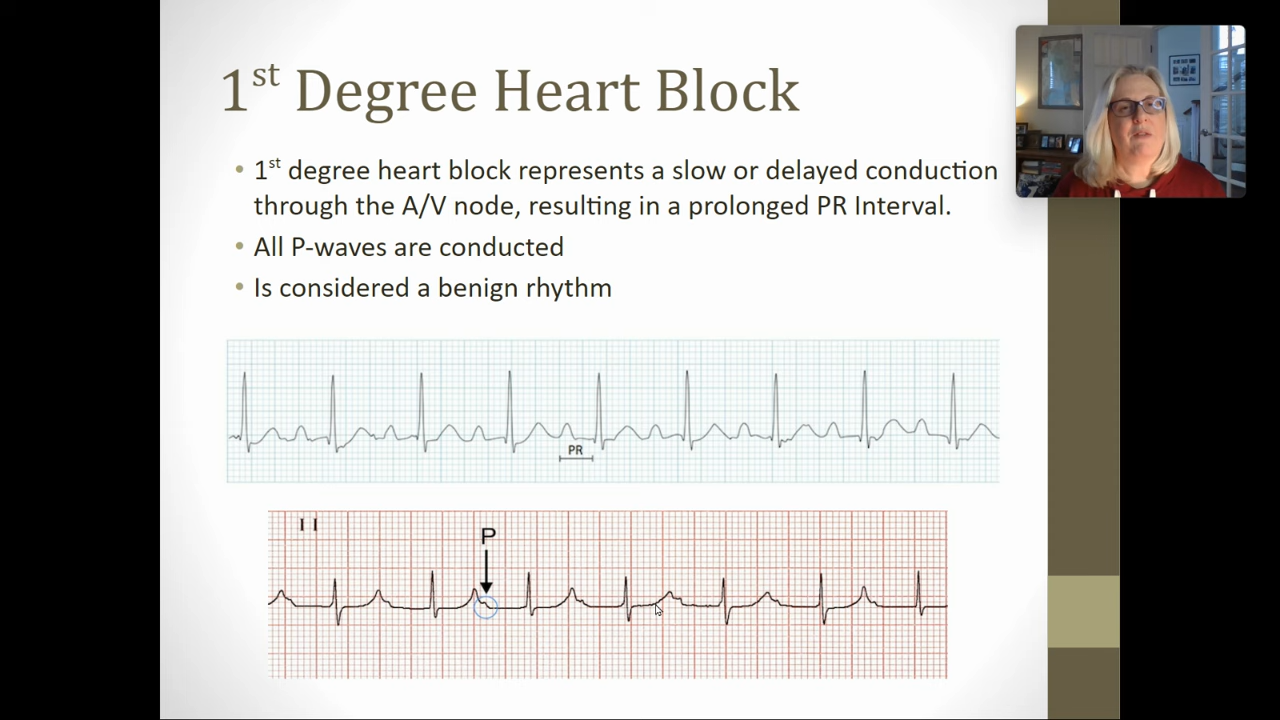 1st Degree Heart Block
• 1st degree heart block represents a slow or delayed conduction
through the A/V node, resulting in a prolonged PR Interval.
• All P-waves are conducted
• Is considered a benign rhythm
PR
I I
P